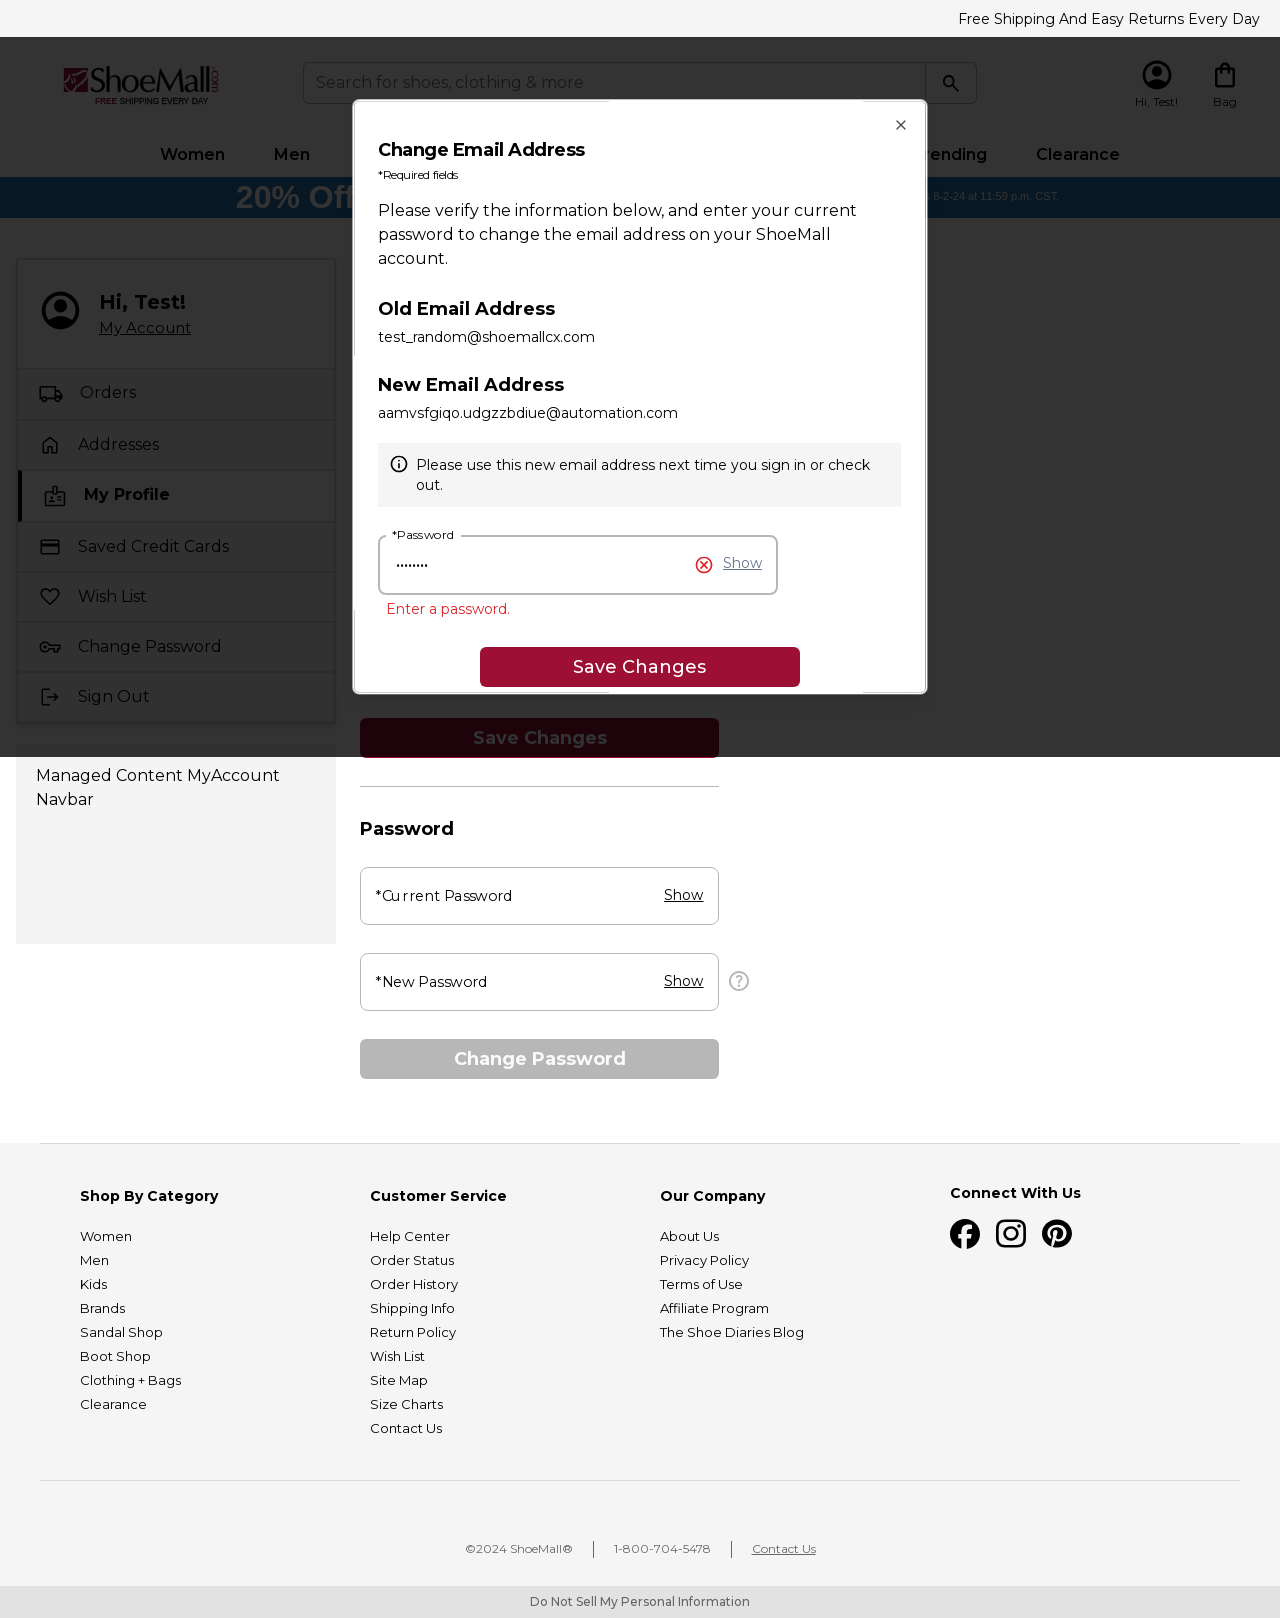 Free Shipping And Easy Returns Every Day
ShoeMall.com
FREE SHIPPING EVERY DAY
Search for shoes, clothing & more
Hi, Test!
Bag
Women
Men
rending
Clearance
20% Off
8-2-24 at 11:59 p.m. CST.
Change Email Address
*Required fields
Please verify the information below, and enter your current
password to change the email address on your ShoeMall
account.
Old Email Address
test_random@shoemallcx.com
New Email Address
aamvsfgiqo.udgzzbdiue@automation.com
Please use this new email address next time you sign in or check
out.
*Password
••••••••
Show
Enter a password.
Save Changes
Hi, Test!
My Account
Orders
Addresses
My Profile
Saved Credit Cards
Wish List
Change Password
Sign Out
Managed Content MyAccount
Navbar
Save Changes
Password
*Current Password
Show
*New Password
Show
Change Password
Shop By Category
Women
Men
Kids
Brands
Sandal Shop
Boot Shop
Clothing + Bags
Clearance
Customer Service
Help Center
Order Status
Order History
Shipping Info
Return Policy
Wish List
Site Map
Size Charts
Contact Us
Our Company
About Us
Privacy Policy
Terms of Use
Affiliate Program
The Shoe Diaries Blog
Connect With Us
©2024 ShoeMall®
1-800-704-5478
Contact Us
Do Not Sell My Personal Information